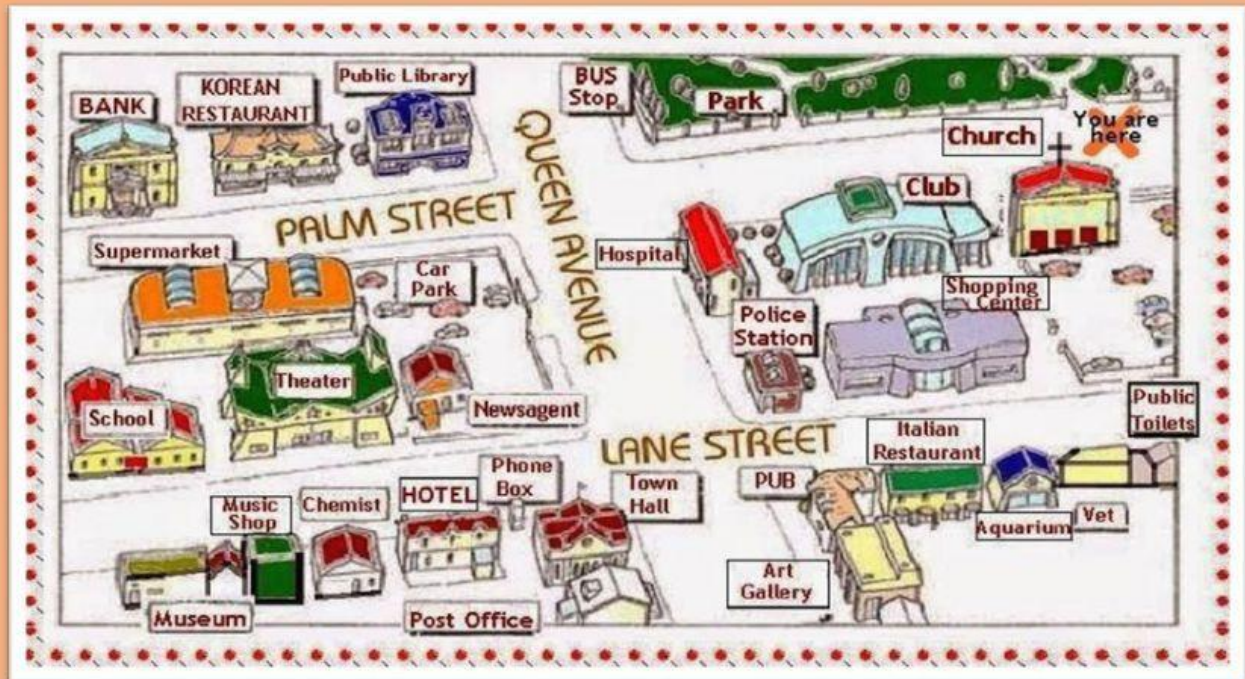 BANK
KOREAN
RESTAURANT
Public Library
QUEEN AVENUE
BUS
Stop
Park
You are
here
Church
PALM STREET
Club
Supermarket
Car
Park
Hospital
Shopping
Center
Police
Station
Theater
School
Newsagent
LANE STREET
Public
Toilets
Italian
Restaurant
Phone
Box
Town
Hall
PUB
HOTEL
Chemist
Music
Shop
Aquarium
Vet
Art
Gallery
Museum
Post Office